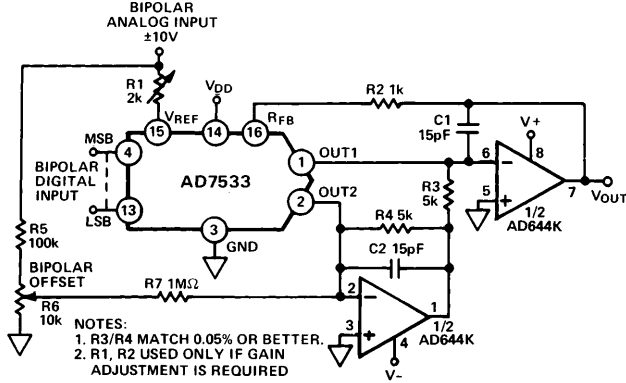 BIPOLAR
ANALOG INPUT
±10V
R1
2k
VDD
R2 1k
VREF
RFB
C1
15pF
V+
15
14
16
MSB
4
BIPOLAR
DIGITAL
INPUT
AD7533
1
OUT1
2
OUT2
6
8
5
7
VOUT
1/2
AD644K
R3
5k
LSB
13
3
GND
R4 5k
C2 15pF
R5
100k
BIPOLAR
OFFSET
R6
10k
R7 1MΩ
2
3
1
4
1/2
AD644K
V-
NOTES:
1. R3/R4 MATCH 0.05% OR BETTER.
2. R1, R2 USED ONLY IF GAIN
ADJUSTMENT IS REQUIRED